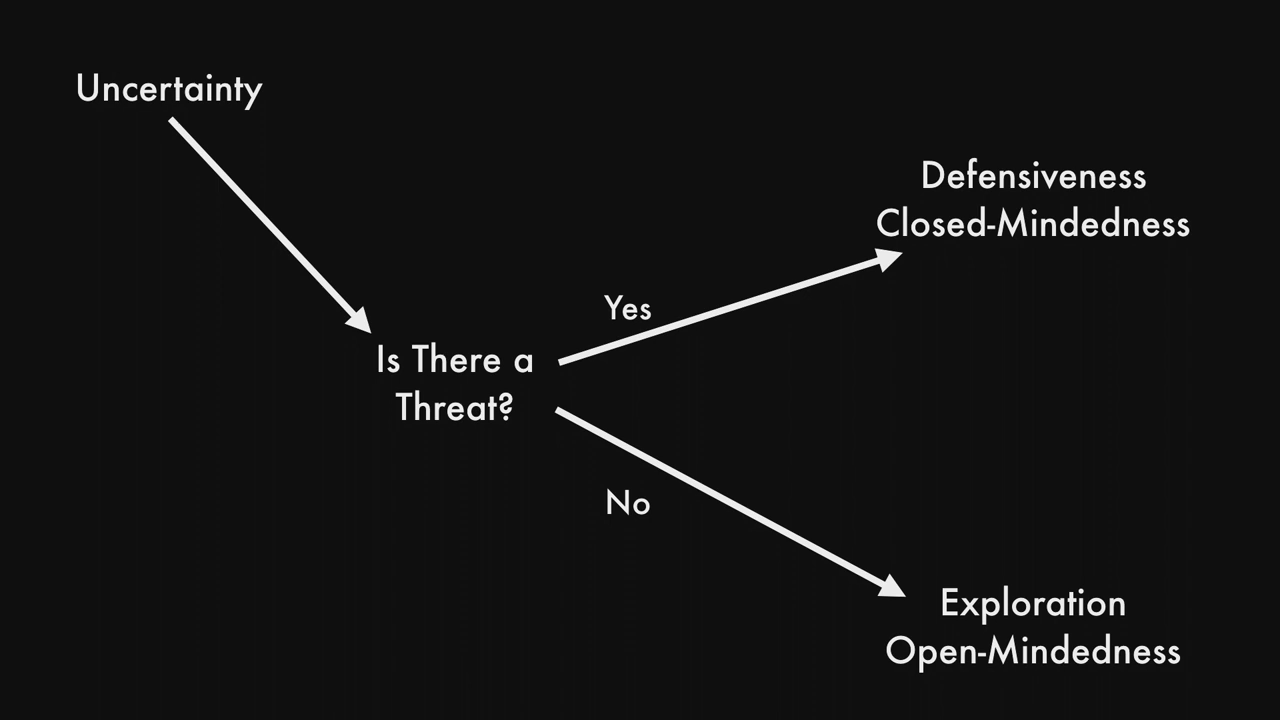 Uncertainty
Defensiveness
Closed-Mindedness
Yes
Is There a
Threat?
No
Exploration
Open-Mindedness